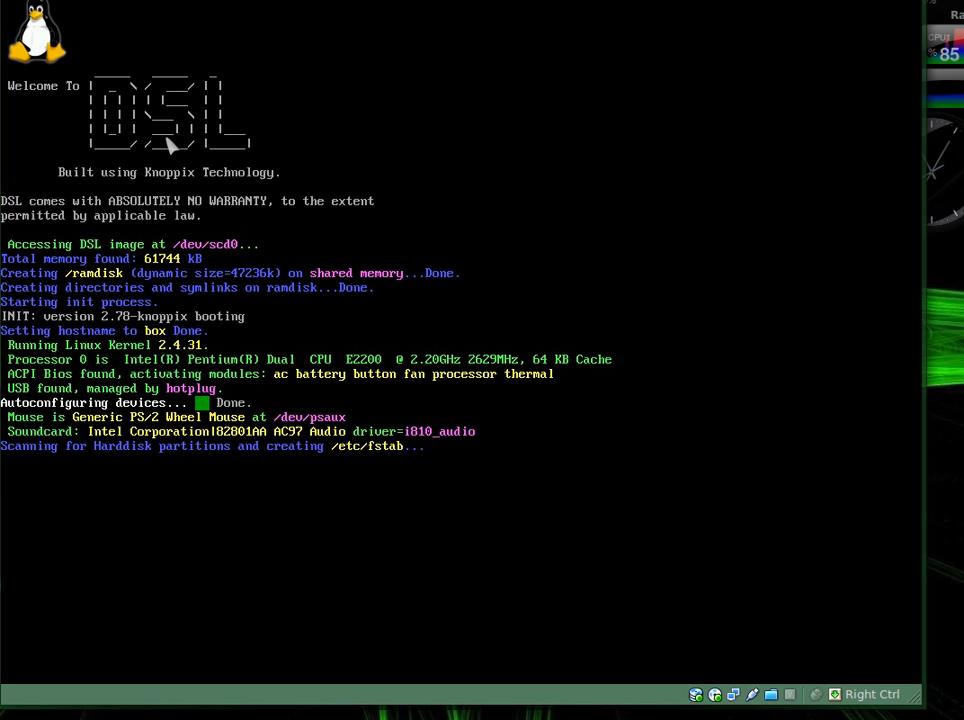 Welcome To DSL
Built using Knoppix Technology.
DSL comes with ABSOLUTELY NO WARRANTY, to the extent
permitted by applicable law.
Accessing DSL image at /dev/scd0...
Total memory found: 61744 kB
Creating /ramdisk (dynamic size=47236k) on shared memory...Done.
Creating directories and symlinks on ramdisk...Done.
Starting init process.
INIT: version 2.78-knoppix booting
Setting hostname to box Done.
Running Linux Kernel 2.4.31.
Processor 0 is Intel(R) Pentium(R) Dual CPU E2200 @ 2.20GHz 2629MHz, 64 KB Cache
ACPI Bios found, activating modules: ac battery button fan processor thermal
USB found, managed by hotplug.
Autoconfiguring devices... Done.
Mouse is Generic PS/2 Wheel Mouse at /dev/psaux
Soundcard: Intel Corporation|82801AA AC97 Audio driver=i810_audio
Scanning for Harddisk partitions and creating /etc/fstab...
Right Ctrl
Ra
CPU1
% 85